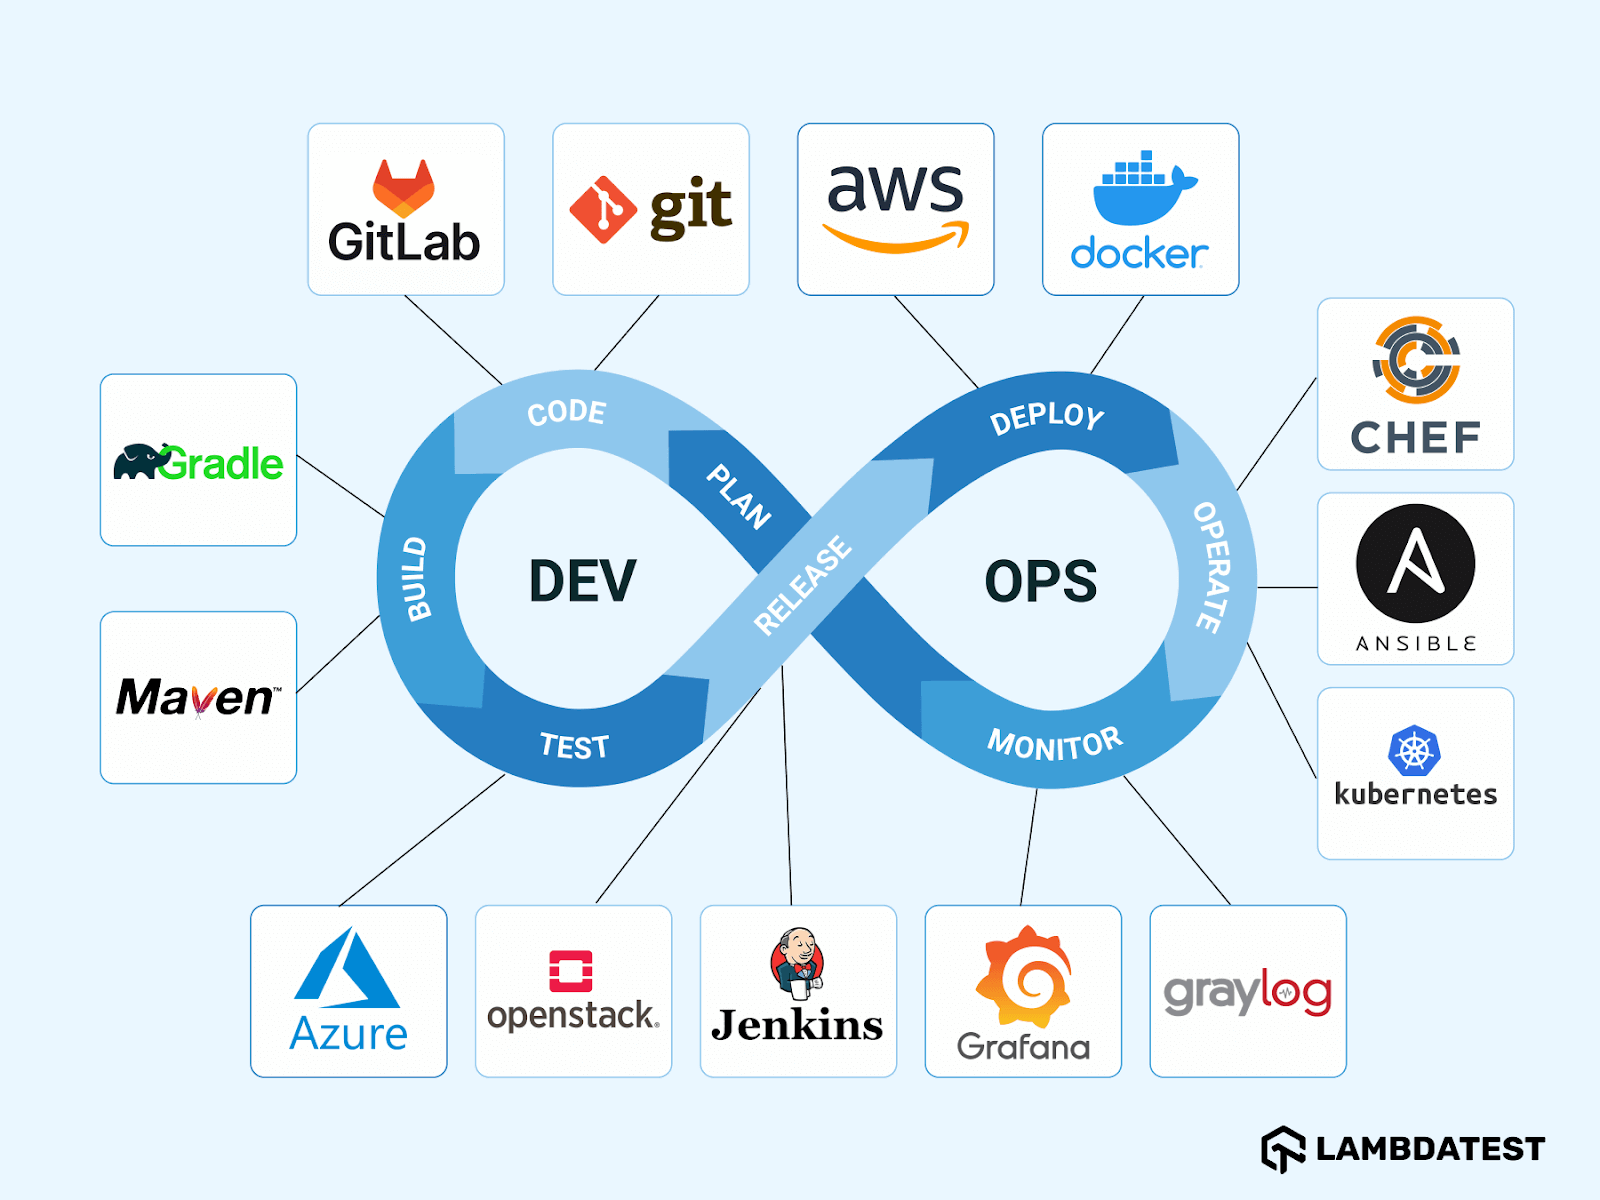 GitLab
git
aws
docker
CHEF
Gradle
CODE
DEPLOY
PLAN
OPERATE
BUILD
DEV
RELEASE
OPS
ANSIBLE
Maven™
TEST
MONITOR
kubernetes
Azure
openstack®
Jenkins
Grafana
graylog
LAMBDATEST